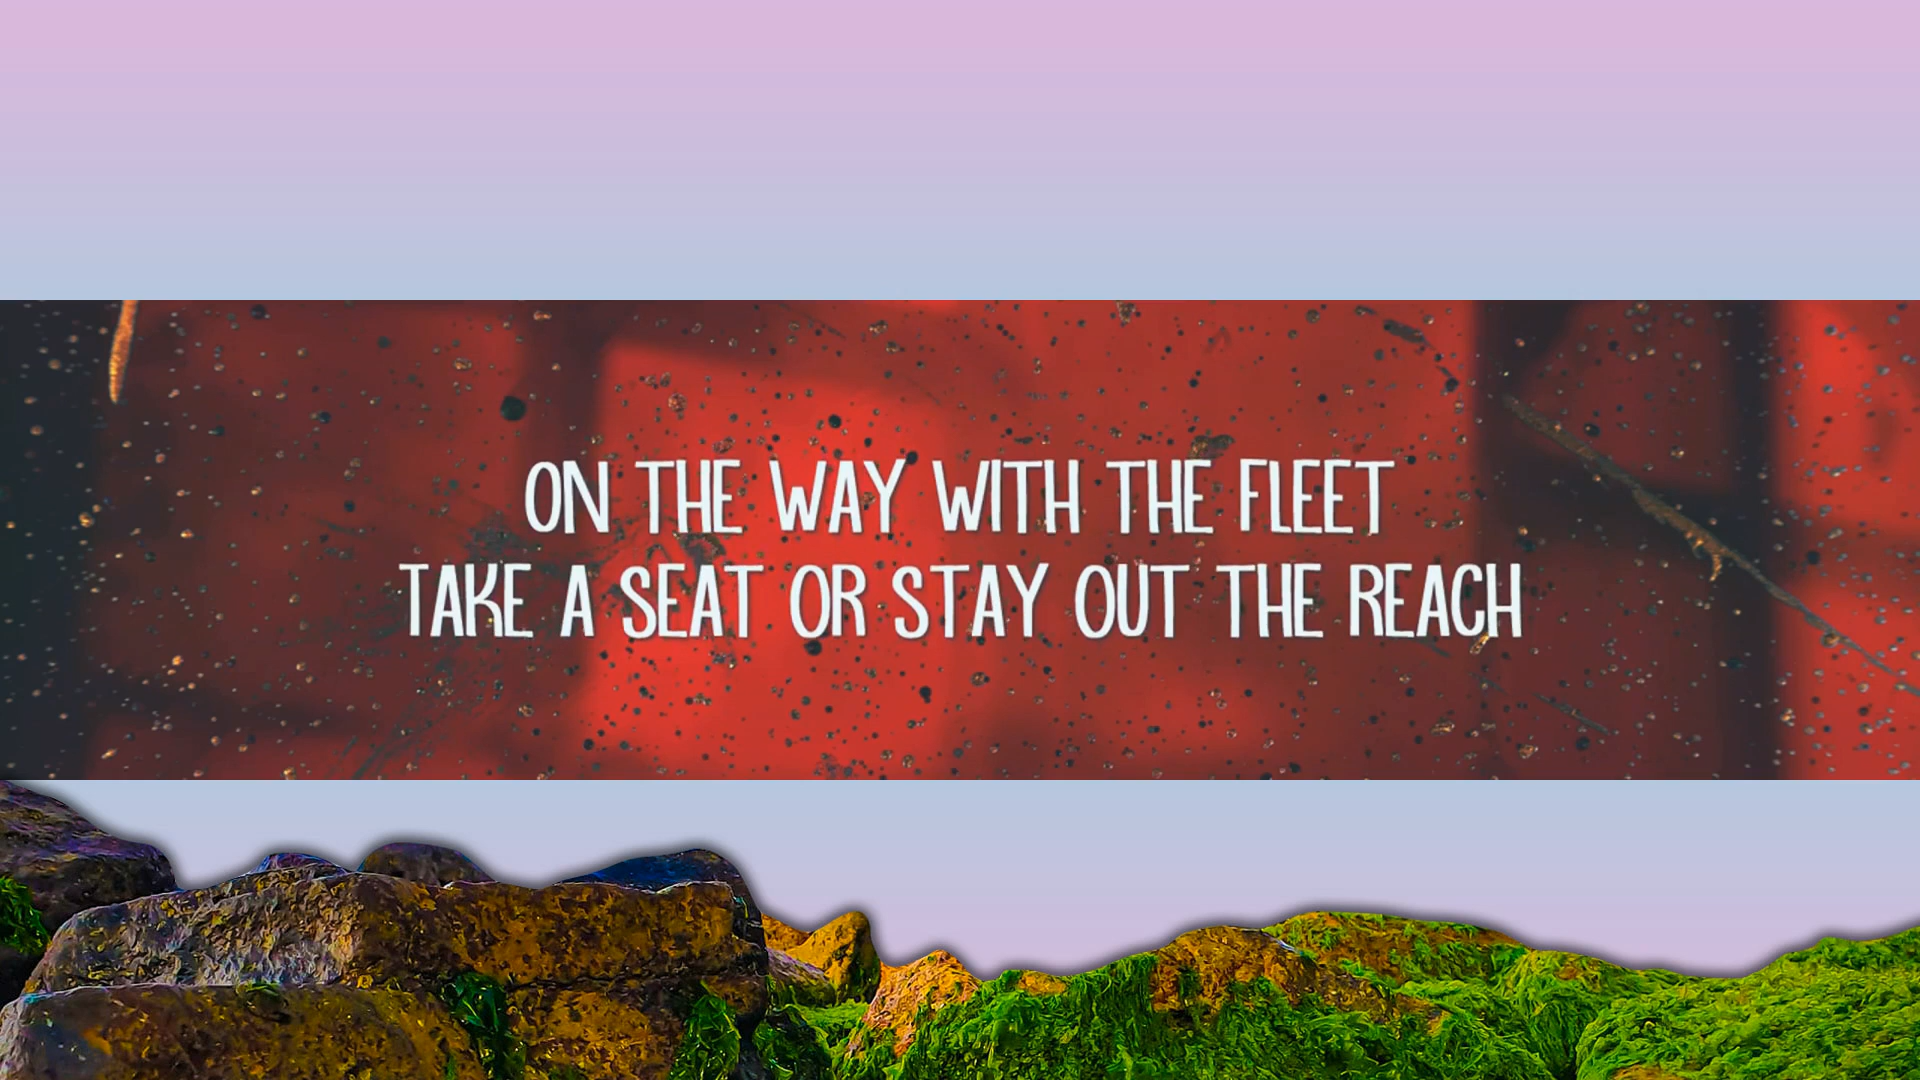 ON THE WAY WITH THE FLEET
TAKE A SEAT OR STAY OUT THE REACH